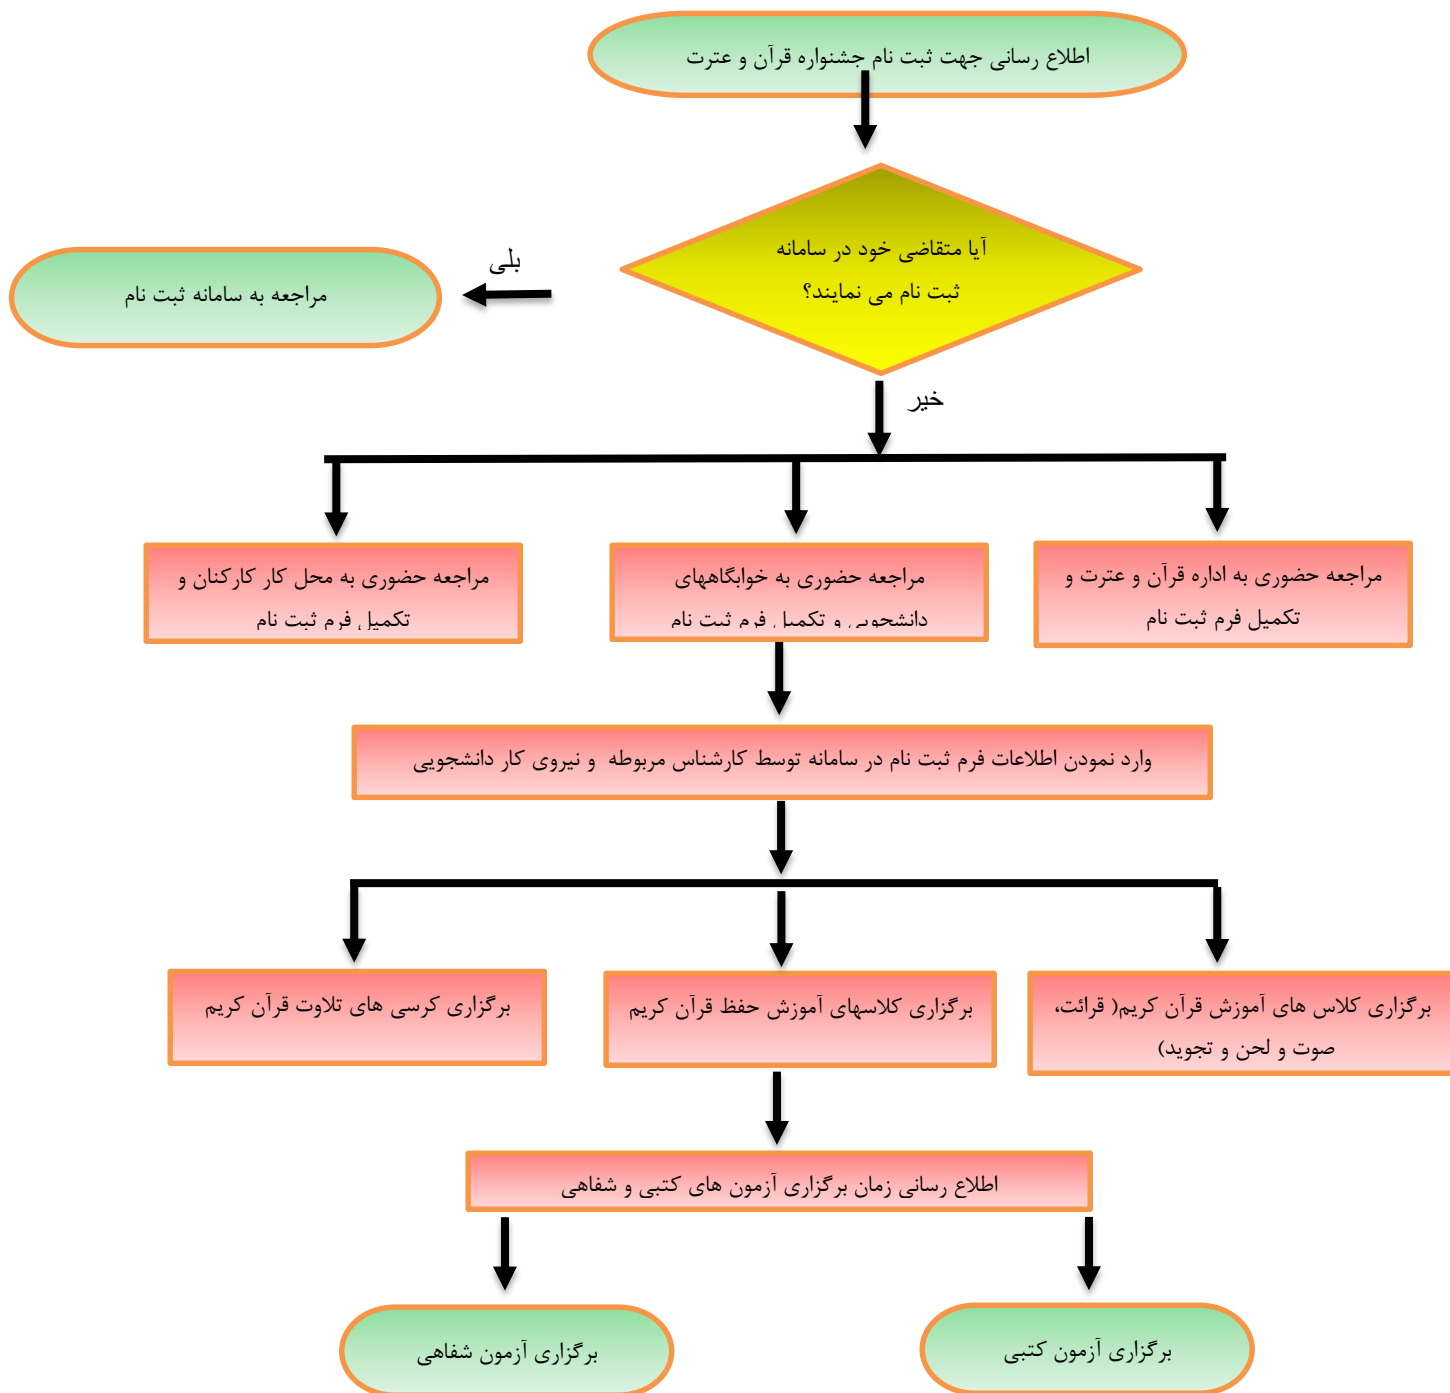 اطلاع رسانی جهت ثبت نام جشنواره قرآن و عترت
آیا متقاضی خود در سامانه
ثبت نام می نمایند؟
بلی
مراجعه به سامانه ثبت نام
خیر
مراجعه حضوری به اداره قرآن و عترت و
تکمیل فرم ثبت نام
مراجعه حضوری به خوابگاههای
دانشجویی و تکمیل فرم ثبت نام
مراجعه حضوری به محل کار کارکنان و
تکمیل فرم ثبت نام
وارد نمودن اطلاعات فرم ثبت نام در سامانه توسط کارشناس مربوطه و نیروی کار دانشجویی
برگزاری کلاس های آموزش قرآن کریم( قرائت،
صوت و لحن و تجوید)
برگزاری کلاسهای آموزش حفظ قرآن کریم
برگزاری کرسی های تلاوت قرآن کریم
اطلاع رسانی زمان برگزاری آزمون های کتبی و شفاهی
برگزاری آزمون کتبی
برگزاری آزمون شفاهی